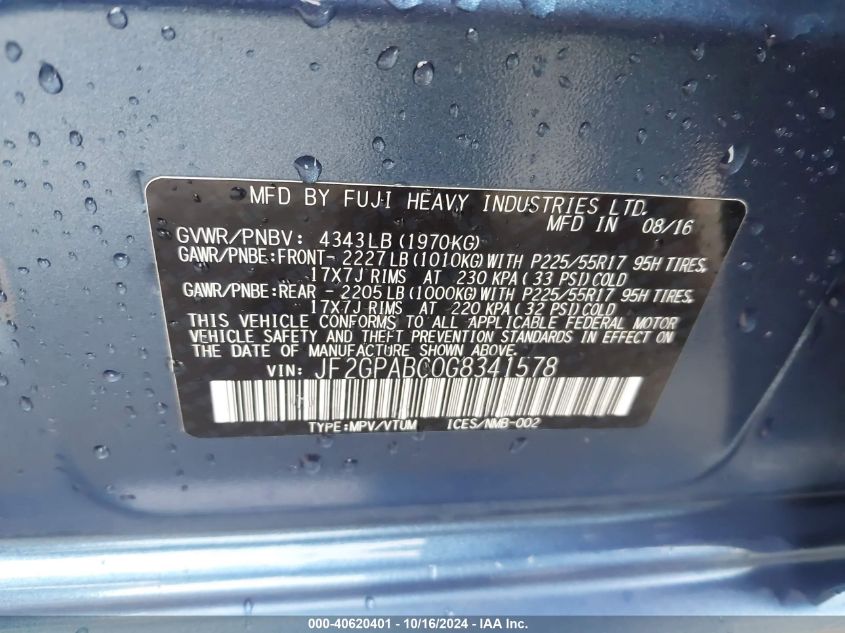 MFD BY FUJI HEAVY INDUSTRIES LTD.
MFD IN 08/16
GVWR/PNBV: 4343LB (1970KG)
GAWR/PNBE:FRONT- 2227LB (1010KG) WITH P225/55R17 95H TIRES,
17X7J RIMS AT 230 KPA (33 PSI) COLD
GAWR/PNBE:REAR - 2205LB (1000KG) WITH P225/55R17 95H TIRES,
17X7J RIMS AT 220 KPA (32 PSI) COLD
THIS VEHICLE CONFORMS TO ALL APPLICABLE FEDERAL MOTOR
VEHICLE SAFETY AND THEFT PREVENTION STANDARDS IN EFFECT ON
THE DATE OF MANUFACTURE SHOWN ABOVE.
VIN: JF2GPABC0G8341578
TYPE:MPV/VTUM ICES/NMB-002
000-40620401 - 10/16/2024 - IAA Inc.